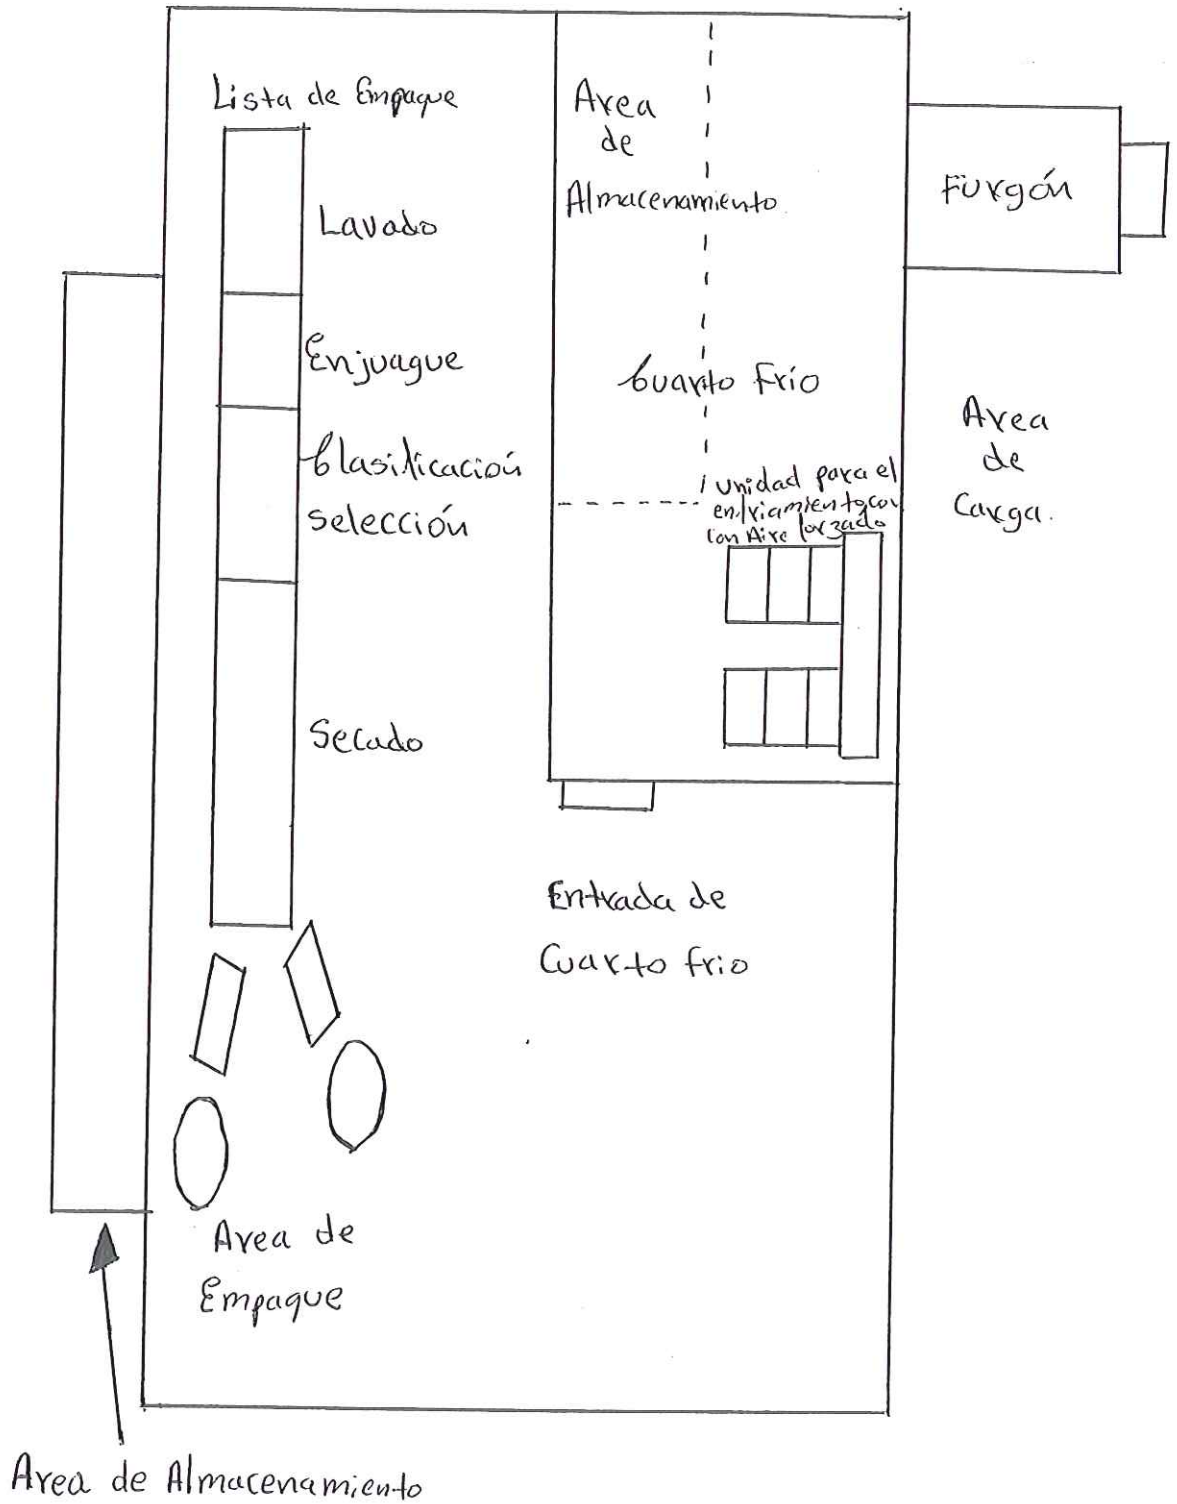 Lista de Empaque
Lavado
Enjuague
Clasificación
selección
Secado
Area de
Empaque
Area de Almacenamiento
Area
de
Almacenamiento
Cuarto Frío
unidad para el
enfriamiento con
con Aire forzado
Entrada de
Cuarto frio
Furgón
Area
de
Carga.